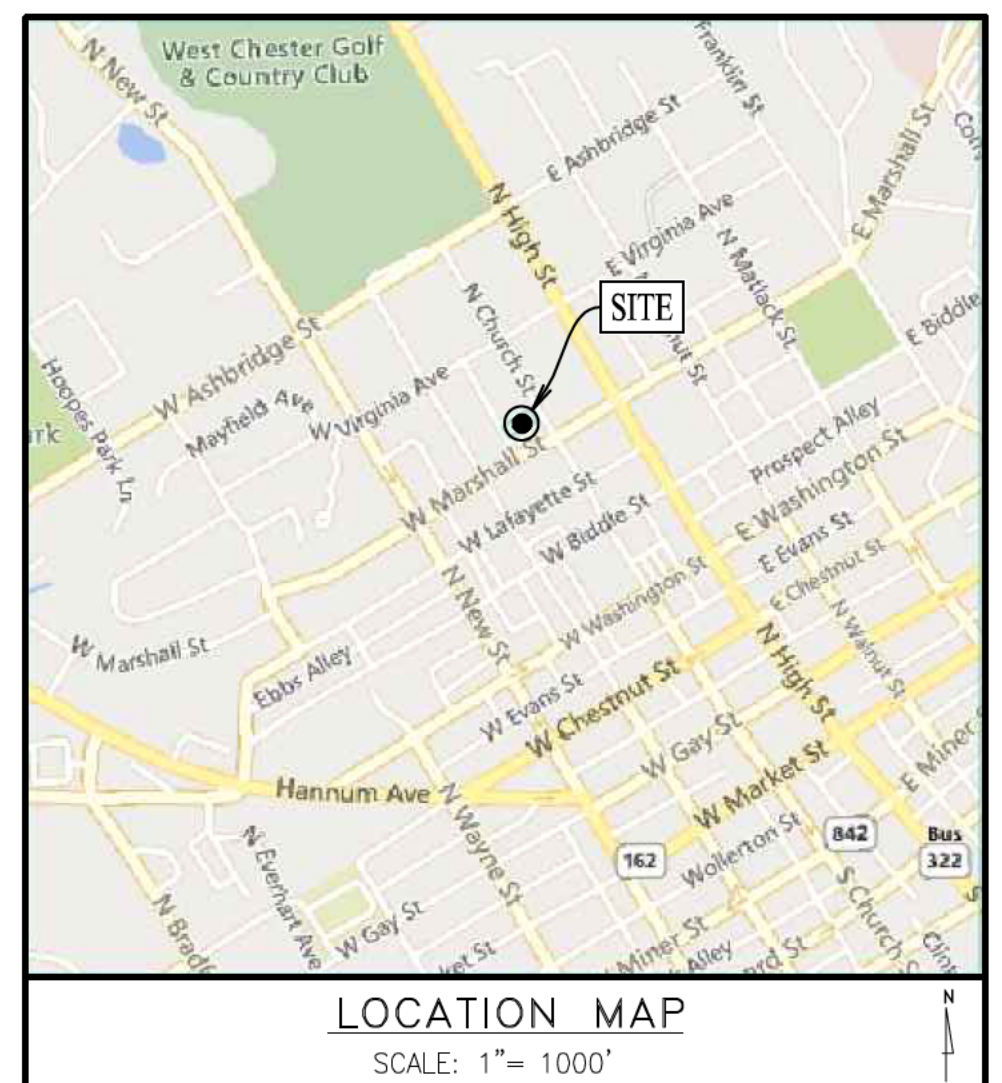 N New St
West Chester Golf
& Country Club
Franklin St
E Ashbridge St
E Marshall St
N High St
E Virginia Ave
N Matlack St
N Church St
SITE
E Biddle
W Ashbridge St
Hoopes Park Ln
Mayfield Ave
W Virginia Ave
W Marshall St
Prospect Alley
W Lafayette St
E Washington St
W Biddle St
E Evans St
E Chestnut St
N New St
W Washington St
W Marshall St
Ebbs Alley
N High St
N Walnut St
W Evans St
W Chestnut St
W Gay St
W Market St
E Miner
Hannum Ave
N Wayne St
162
842
Bus
322
Wollerton St
N Everhart Ave
W Gay St
S Church
Miner St
Alley
LOCATION MAP
SCALE: 1"= 1000'
N